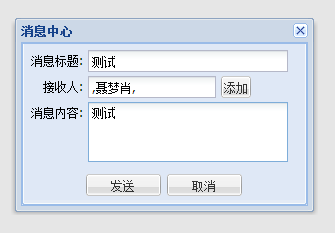 消息中心
消息标题: 测试
接收人: ,聂梦肖, 添加
消息内容: 测试
发送 取消